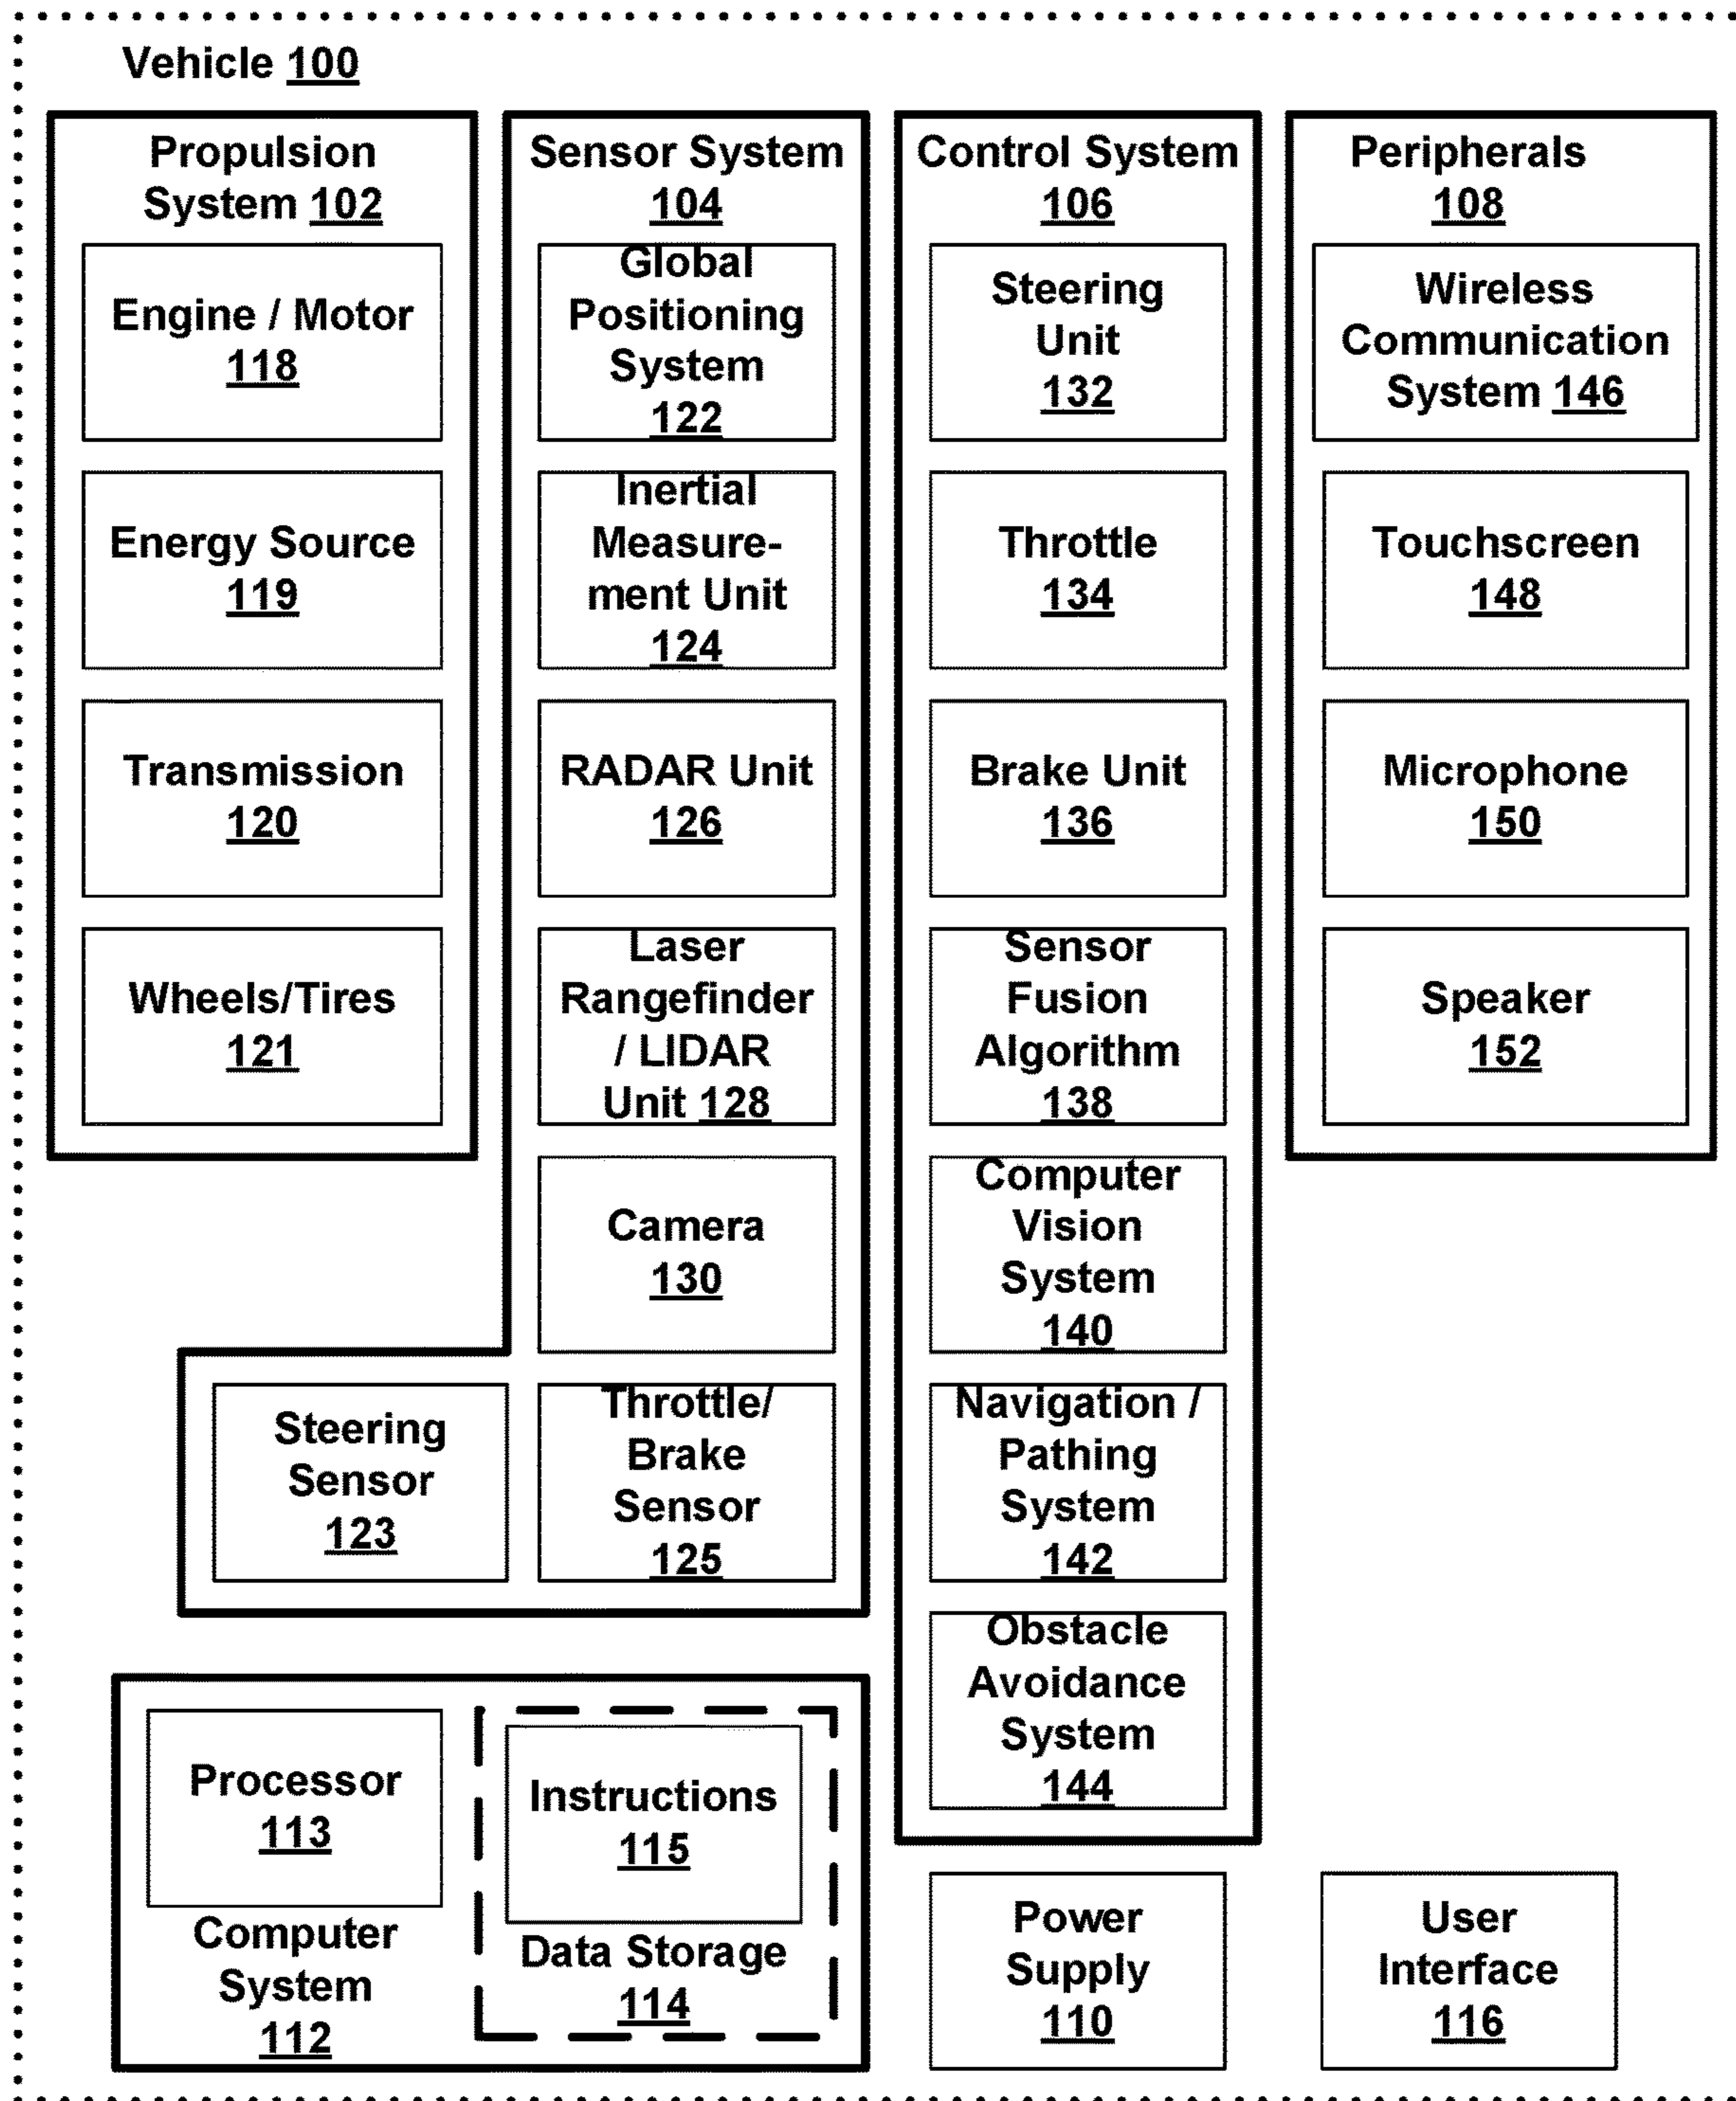 Vehicle 100
Propulsion
System 102
Engine / Motor
118
Energy Source
119
Transmission
120
Wheels/Tires
121
Sensor System
104
Global
Positioning
System
122
Inertial
Measure-
ment Unit
124
RADAR Unit
126
Laser
Rangefinder
/ LIDAR
Unit 128
Camera
130
Steering
Sensor
123
Throttle/
Brake
Sensor
125
Control System
106
Steering
Unit
132
Throttle
134
Brake Unit
136
Sensor
Fusion
Algorithm
138
Computer
Vision
System
140
Navigation /
Pathing
System
142
Obstacle
Avoidance
System
144
Peripherals
108
Wireless
Communication
System 146
Touchscreen
148
Microphone
150
Speaker
152
Processor
113
Computer
System
112
Instructions
115
Data Storage
114
Power
Supply
110
User
Interface
116